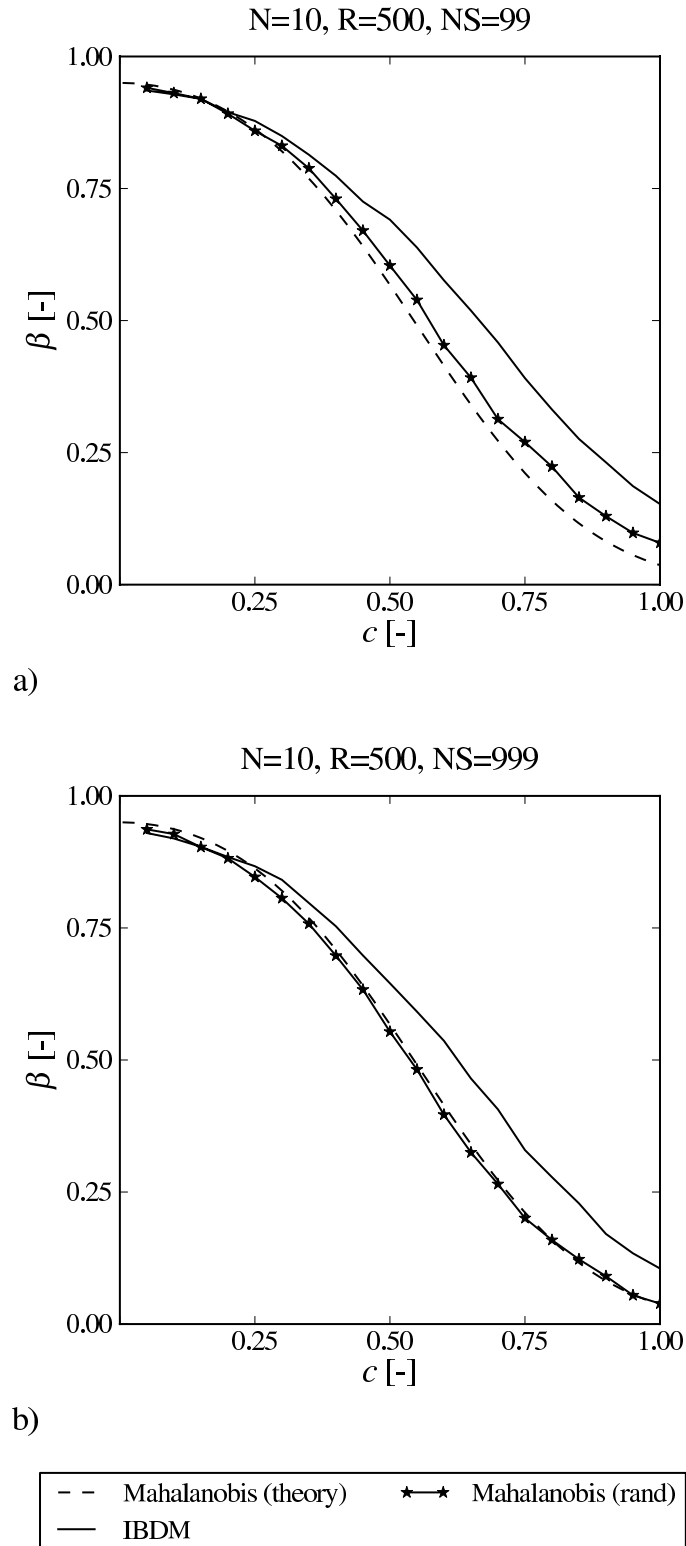 N=10, R=500, NS=99
1.00
0.75
0.50
0.25
0.00
β [-]
0.25 0.50 0.75 1.00
c [-]
a)
N=10, R=500, NS=999
1.00
0.75
0.50
0.25
0.00
β [-]
0.25 0.50 0.75 1.00
c [-]
b)
Mahalanobis (theory) Mahalanobis (rand)
IBDM